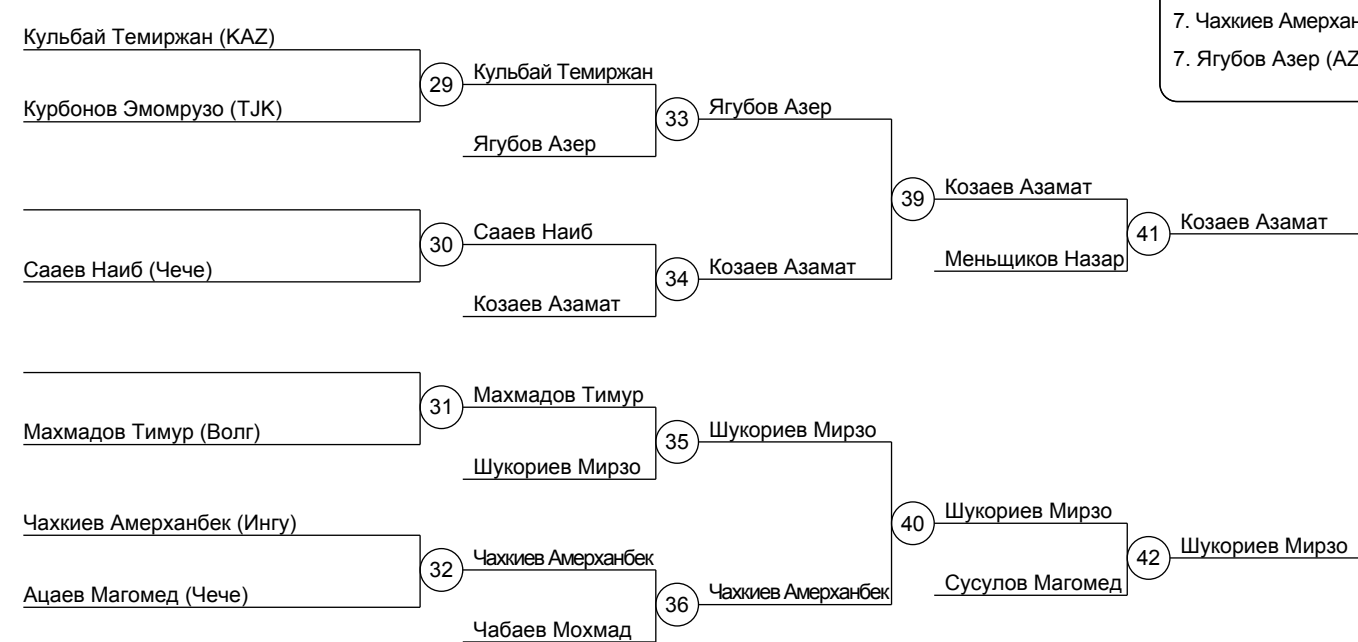 7. Чахкиев Амерхан
7. Ягубов Азер (AZ
Кульбай Темиржан (KAZ)
29
Кульбай Темиржан
Курбонов Эмомрузо (TJK)
33
Ягубов Азер
Ягубов Азер
39
Козаев Азамат
30
Сааев Наиб
41
Козаев Азамат
Сааев Наиб (Чече)
34
Козаев Азамат
Меньщиков Назар
Козаев Азамат
31
Махмадов Тимур
Махмадов Тимур (Волг)
35
Шукориев Мирзо
Шукориев Мирзо
40
Шукориев Мирзо
Чахкиев Амерханбек (Ингу)
32
Чахкиев Амерханбек
42
Шукориев Мирзо
Ацаев Магомед (Чече)
36
Чахкиев Амерханбек
Сусулов Магомед
Чабаев Мохмад